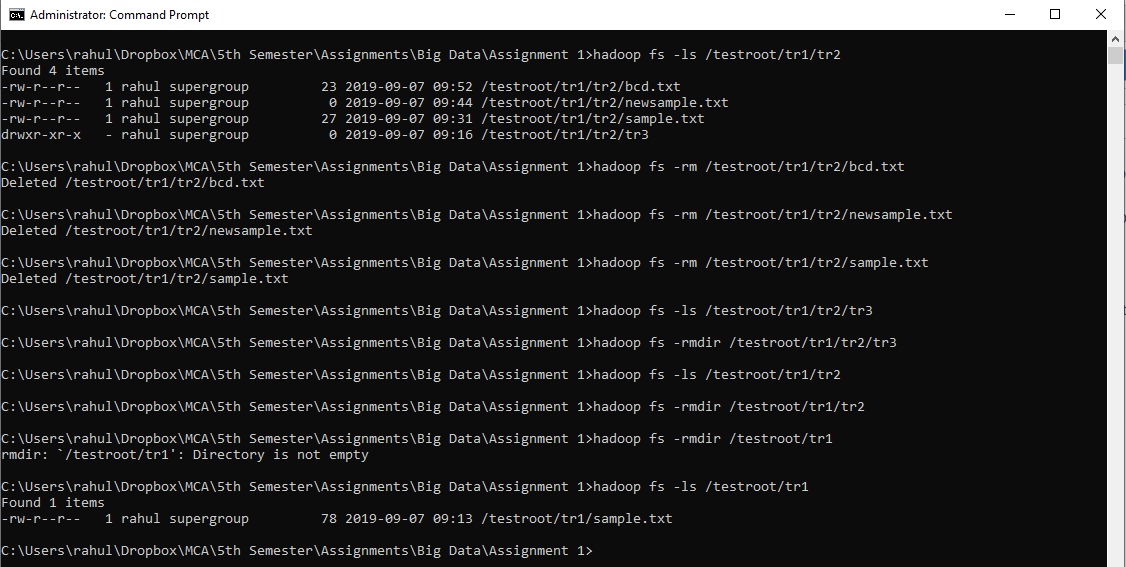 Administrator: Command Prompt
C:\Users\rahul\Dropbox\MCA\5th Semester\Assignments\Big Data\Assignment 1>hadoop fs -ls /testroot/tr1/tr2
Found 4 items
-rw-r--r--   1 rahul supergroup         23 2019-09-07 09:52 /testroot/tr1/tr2/bcd.txt
-rw-r--r--   1 rahul supergroup          0 2019-09-07 09:44 /testroot/tr1/tr2/newsample.txt
-rw-r--r--   1 rahul supergroup         27 2019-09-07 09:31 /testroot/tr1/tr2/sample.txt
drwxr-xr-x   - rahul supergroup          0 2019-09-07 09:16 /testroot/tr1/tr2/tr3
C:\Users\rahul\Dropbox\MCA\5th Semester\Assignments\Big Data\Assignment 1>hadoop fs -rm /testroot/tr1/tr2/bcd.txt
Deleted /testroot/tr1/tr2/bcd.txt
C:\Users\rahul\Dropbox\MCA\5th Semester\Assignments\Big Data\Assignment 1>hadoop fs -rm /testroot/tr1/tr2/newsample.txt
Deleted /testroot/tr1/tr2/newsample.txt
C:\Users\rahul\Dropbox\MCA\5th Semester\Assignments\Big Data\Assignment 1>hadoop fs -rm /testroot/tr1/tr2/sample.txt
Deleted /testroot/tr1/tr2/sample.txt
C:\Users\rahul\Dropbox\MCA\5th Semester\Assignments\Big Data\Assignment 1>hadoop fs -ls /testroot/tr1/tr2/tr3
C:\Users\rahul\Dropbox\MCA\5th Semester\Assignments\Big Data\Assignment 1>hadoop fs -rmdir /testroot/tr1/tr2/tr3
C:\Users\rahul\Dropbox\MCA\5th Semester\Assignments\Big Data\Assignment 1>hadoop fs -ls /testroot/tr1/tr2
C:\Users\rahul\Dropbox\MCA\5th Semester\Assignments\Big Data\Assignment 1>hadoop fs -rmdir /testroot/tr1/tr2
C:\Users\rahul\Dropbox\MCA\5th Semester\Assignments\Big Data\Assignment 1>hadoop fs -rmdir /testroot/tr1
rmdir: `/testroot/tr1': Directory is not empty
C:\Users\rahul\Dropbox\MCA\5th Semester\Assignments\Big Data\Assignment 1>hadoop fs -ls /testroot/tr1
Found 1 items
-rw-r--r--   1 rahul supergroup         78 2019-09-07 09:13 /testroot/tr1/sample.txt
C:\Users\rahul\Dropbox\MCA\5th Semester\Assignments\Big Data\Assignment 1>